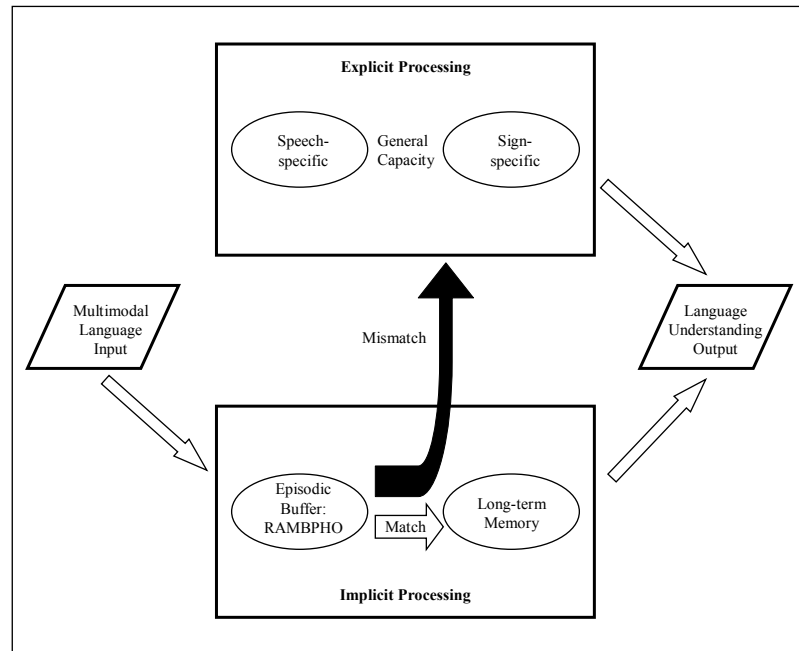 Explicit Processing
Speech-
specific
General
Capacity
Sign-
specific
Multimodal
Language
Input
Mismatch
Language
Understanding
Output
Episodic
Buffer:
RAMBPHO
Match
Long-term
Memory
Implicit Processing